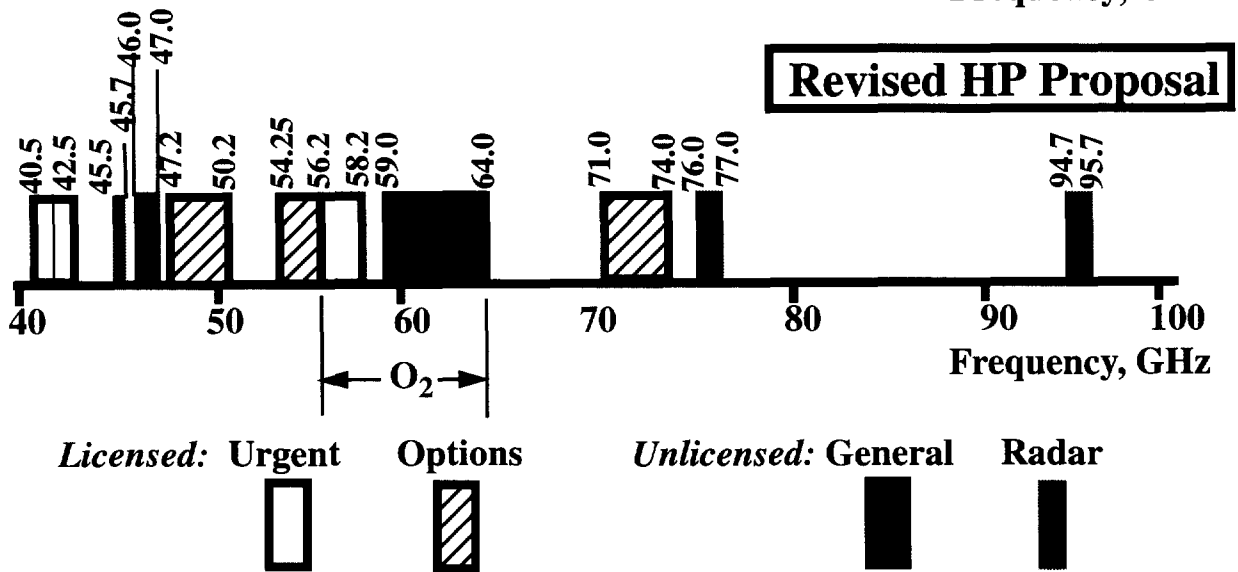 Revised HP Proposal
40.5 42.5 45.5 45.7 46.0 47.0 47.2 50.2 54.25 56.2 58.2 59.0 64.0 71.0 74.0 76.0 77.0 94.7 95.7
40 50 60 70 80 90 100
O2
Frequency, GHz
Licensed: Urgent Options Unlicensed: General Radar